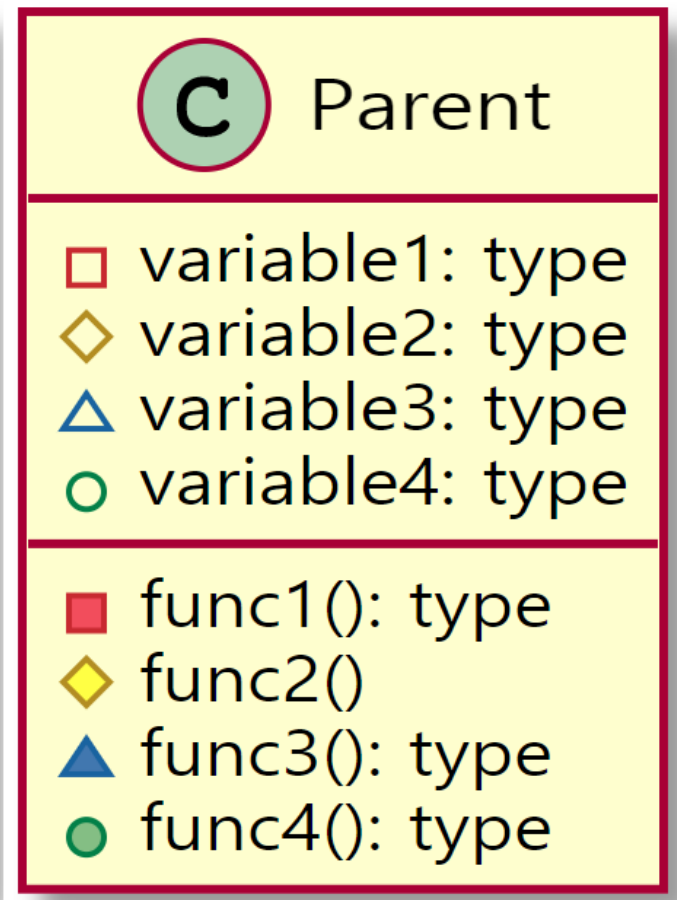 C Parent
variable1: type
variable2: type
variable3: type
variable4: type
func1(): type
func2()
func3(): type
func4(): type